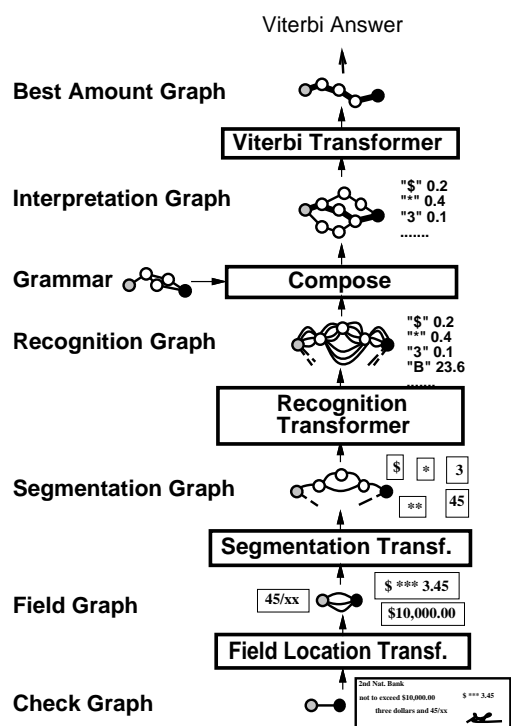 Viterbi Answer
Best Amount Graph
Viterbi Transformer
Interpretation Graph
"$" 0.2
"*" 0.4
"3" 0.1
.......
Grammar
Compose
Recognition Graph
"$" 0.2
"*" 0.4
"3" 0.1
"B" 23.6
.......
Recognition
Transformer
Segmentation Graph
$ * 3
** 45
Segmentation Transf.
Field Graph
45/xx
$ *** 3.45
$10,000.00
Field Location Transf.
Check Graph
2nd Nat. Bank
not to exceed $10,000.00 $ *** 3.45
three dollars and 45/xx